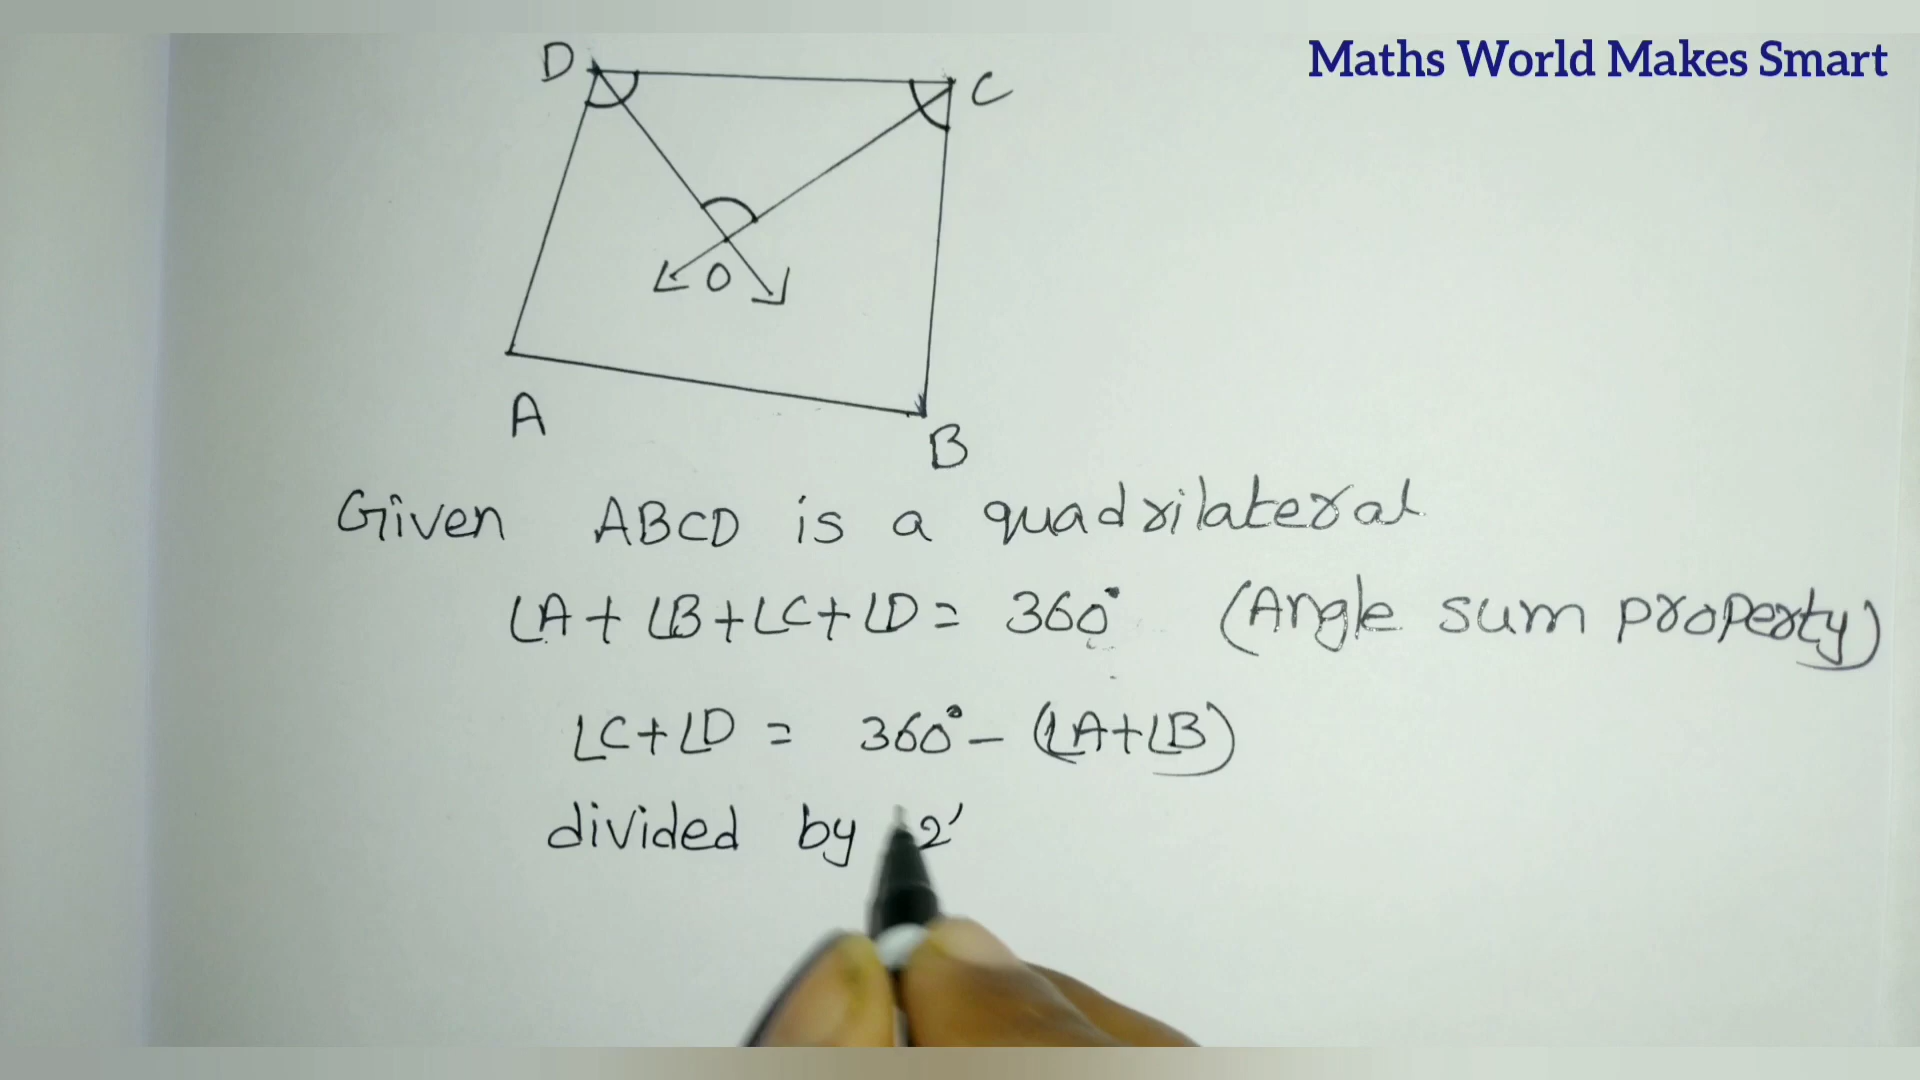 Maths World Makes Smart
D
C
O
A
B
Given ABCD is a quadrilateral
∠A + ∠B + ∠C + ∠D = 360° (Angle sum property)
∠C + ∠D = 360° - (∠A + ∠B)
divided by '2'